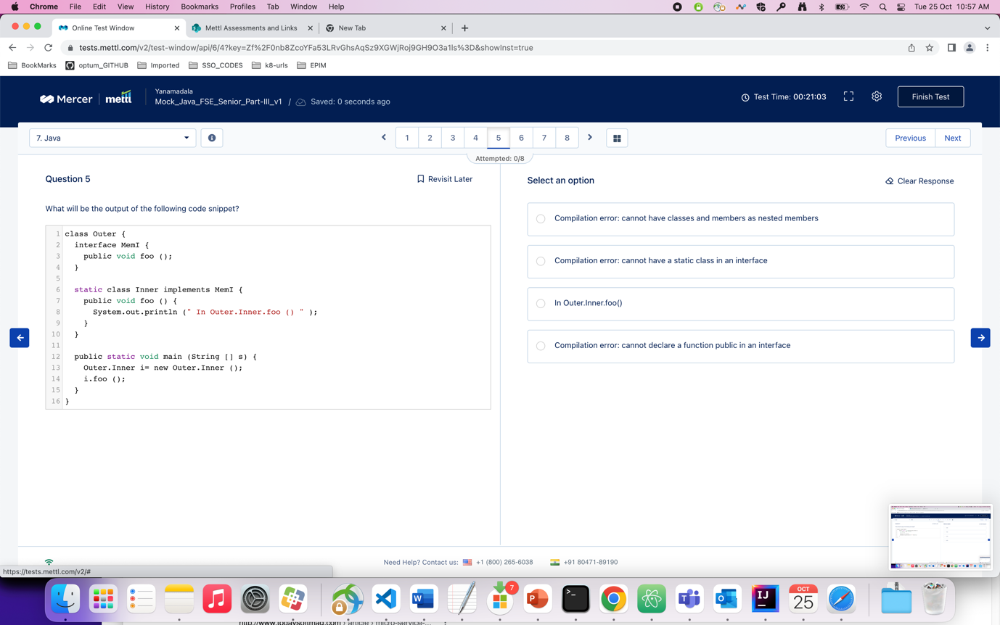 Chrome File Edit View History Bookmarks Profiles Tab Window Help Tue 25 Oct 10:57 AM
Online Test Window Mettl Assessments and Links New Tab
tests.mettl.com/v2/test-window/api/6/4?key=Zf%2F0nb8ZcoYFa53LRvGhsAqSz9XGWjRoj9GH9O3a1Is%3D&showInst=true
BookMarks optum_GITHUB Imported SSO_CODES k8-urls EPIM
Mercer mettl
Yanamadala
Mock_Java_FSE_Senior_Part-III_v1 / Saved: 0 seconds ago
Test Time: 00:21:03
Finish Test
7. Java
1 2 3 4 5 6 7 8
Previous Next
Attempted: 0/8
Question 5
Revisit Later
What will be the output of the following code snippet?
1 class Outer {
2 interface MemI {
3 public void foo ();
4 }
5
6 static class Inner implements MemI {
7 public void foo () {
8 System.out.println (" In Outer.Inner.foo () " );
9 }
10 }
11
12 public static void main (String [] s) {
13 Outer.Inner i= new Outer.Inner ();
14 i.foo ();
15 }
16 }
Select an option
Clear Response
Compilation error: cannot have classes and members as nested members
Compilation error: cannot have a static class in an interface
In Outer.Inner.foo()
Compilation error: cannot declare a function public in an interface
Need Help? Contact us: +1 (800) 265-6038 +91 80471-89190
https://tests.mettl.com/v2/#
7
OCT
25